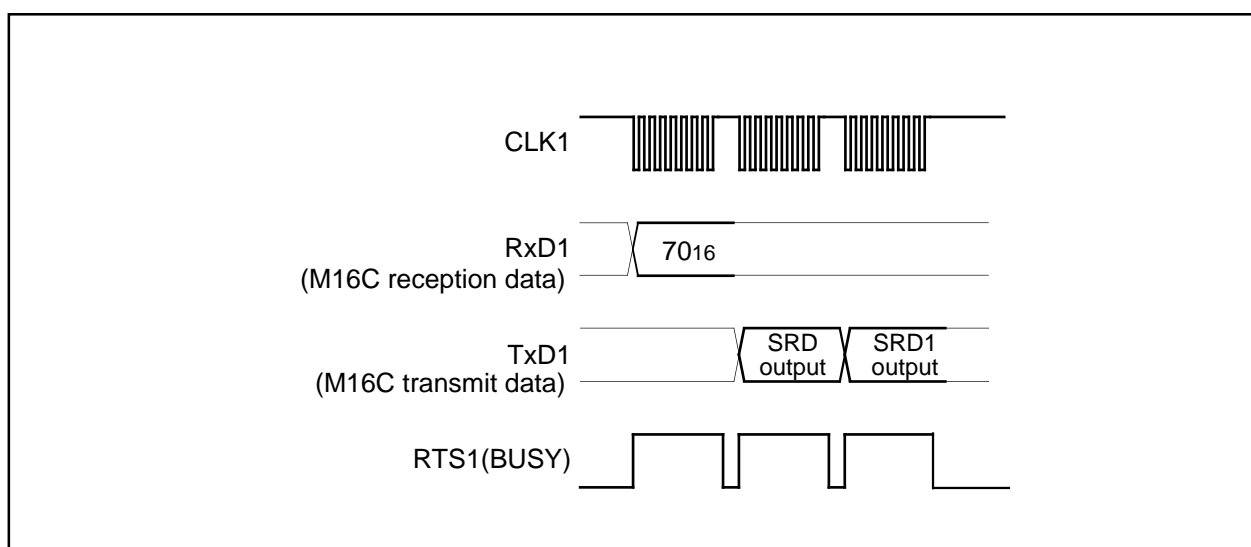 CLK1
RxD1
(M16C reception data)
7016
TxD1
(M16C transmit data)
SRD
output
SRD1
output
RTS1(BUSY)